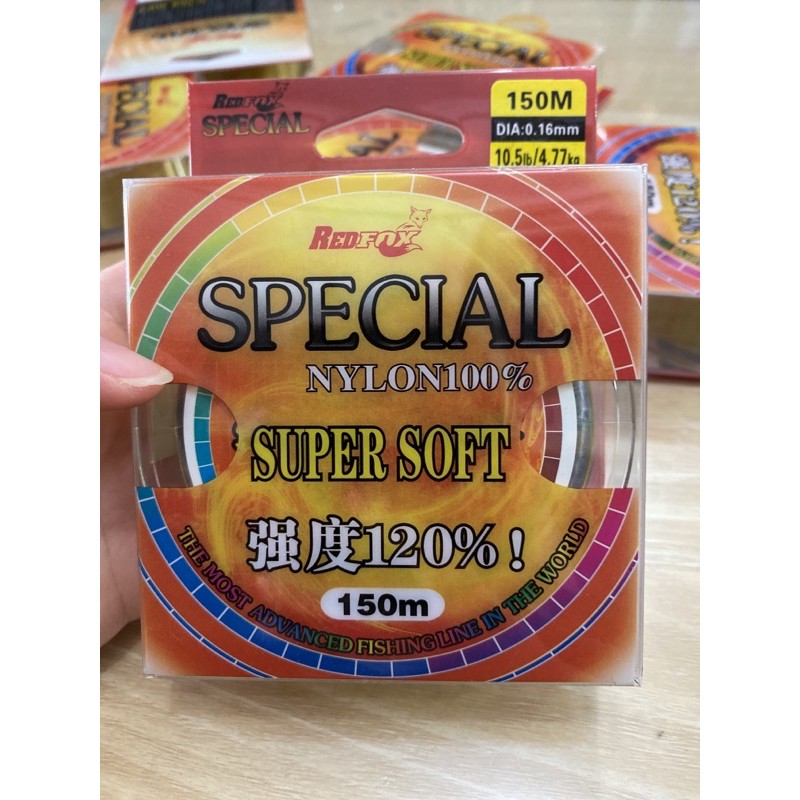 SPECIAL
REDFOX
SPECIAL
150M
DIA:0.16mm
10.5lb/4.77kg
REDFOX
SPECIAL
NYLON100%
SUPER SOFT
强度120%!
150m
THE MOST ADVANCED FISHING LINE IN THE WORLD